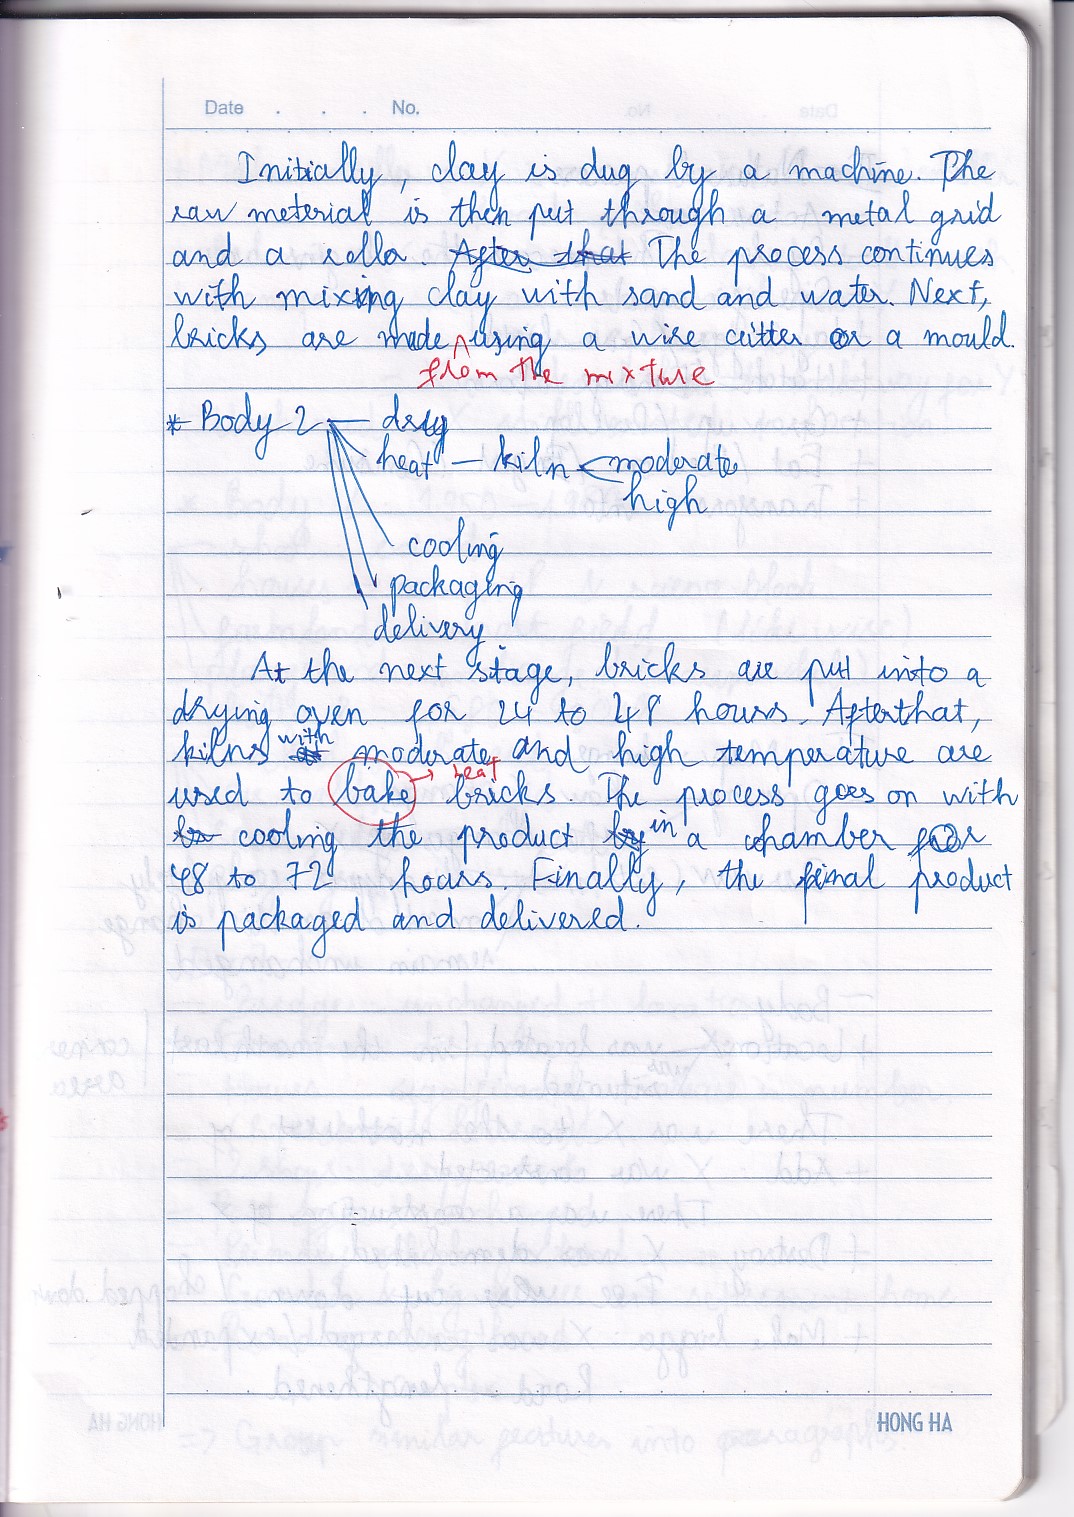 Date . . . No.
Initially, clay is dug by a machine. The
raw meterial is then put through a metal grid
and a rollo. After that The process continues
with mixing clay with sand and water. Next,
bricks are made using a wire cutter or a mould.
from the mixture
* Body 2 — dry
heat — kiln < moderate
high
cooling
packaging
delivery.
At the next stage, bricks are put into a
drying oven for 24 to 48 hours. Afterthat,
kilns with moderate and high temperature are
used to bake → heat bricks. The process goes on with
cooling the product by in a chamber for
48 to 72 hours. Finally, the final product
is packaged and delivered.
HONG HA